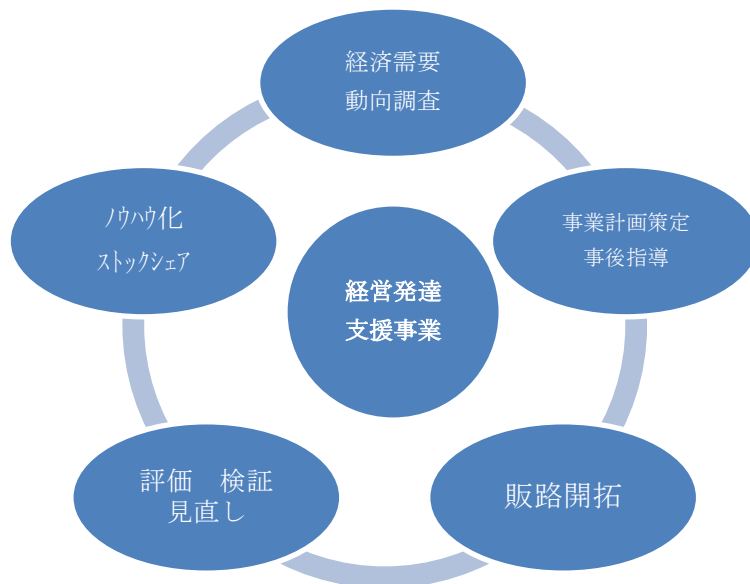 経済需要
動向調査
事業計画策定
事後指導
販路開拓
評価　検証
見直し
ノウハウ化
ストックシェア
経営発達
支援事業